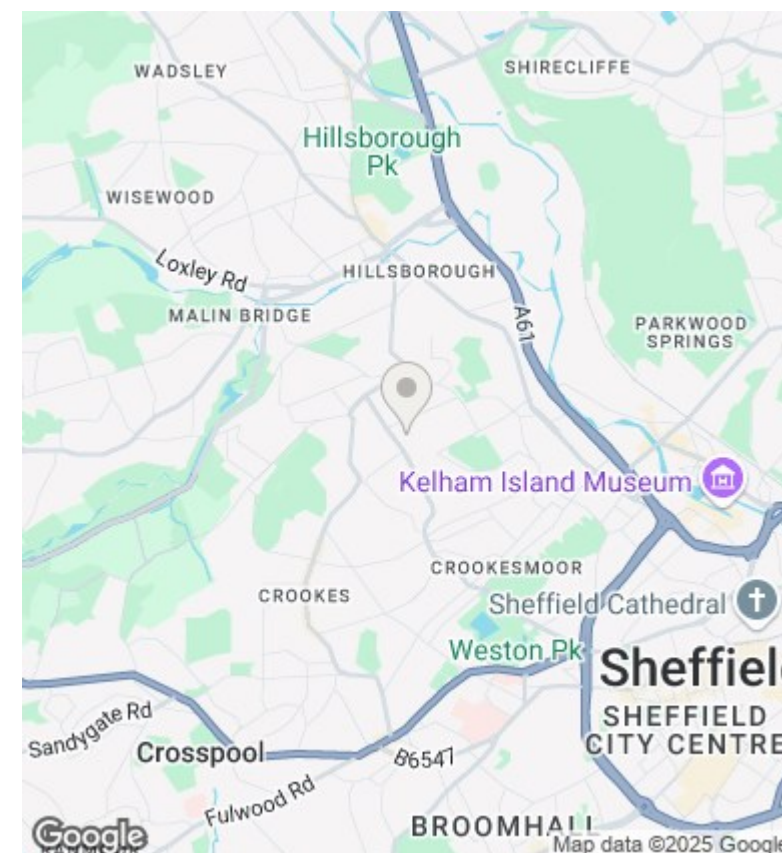 WADSLEY
SHIRECLIFFE
Hillsborough
Pk
WISEWOOD
Loxley Rd
HILLSBOROUGH
MALIN BRIDGE
A61
PARKWOOD
SPRINGS
Kelham Island Museum
CROOKESMOOR
CROOKES
Sheffield Cathedral
Weston Pk
Sheffiel
SHEFFIELD
CITY CENTRE
Sandygate Rd
Crosspool
B6547
Fulwood Rd
BROOMHALL
Google
Map data ©2025 Google